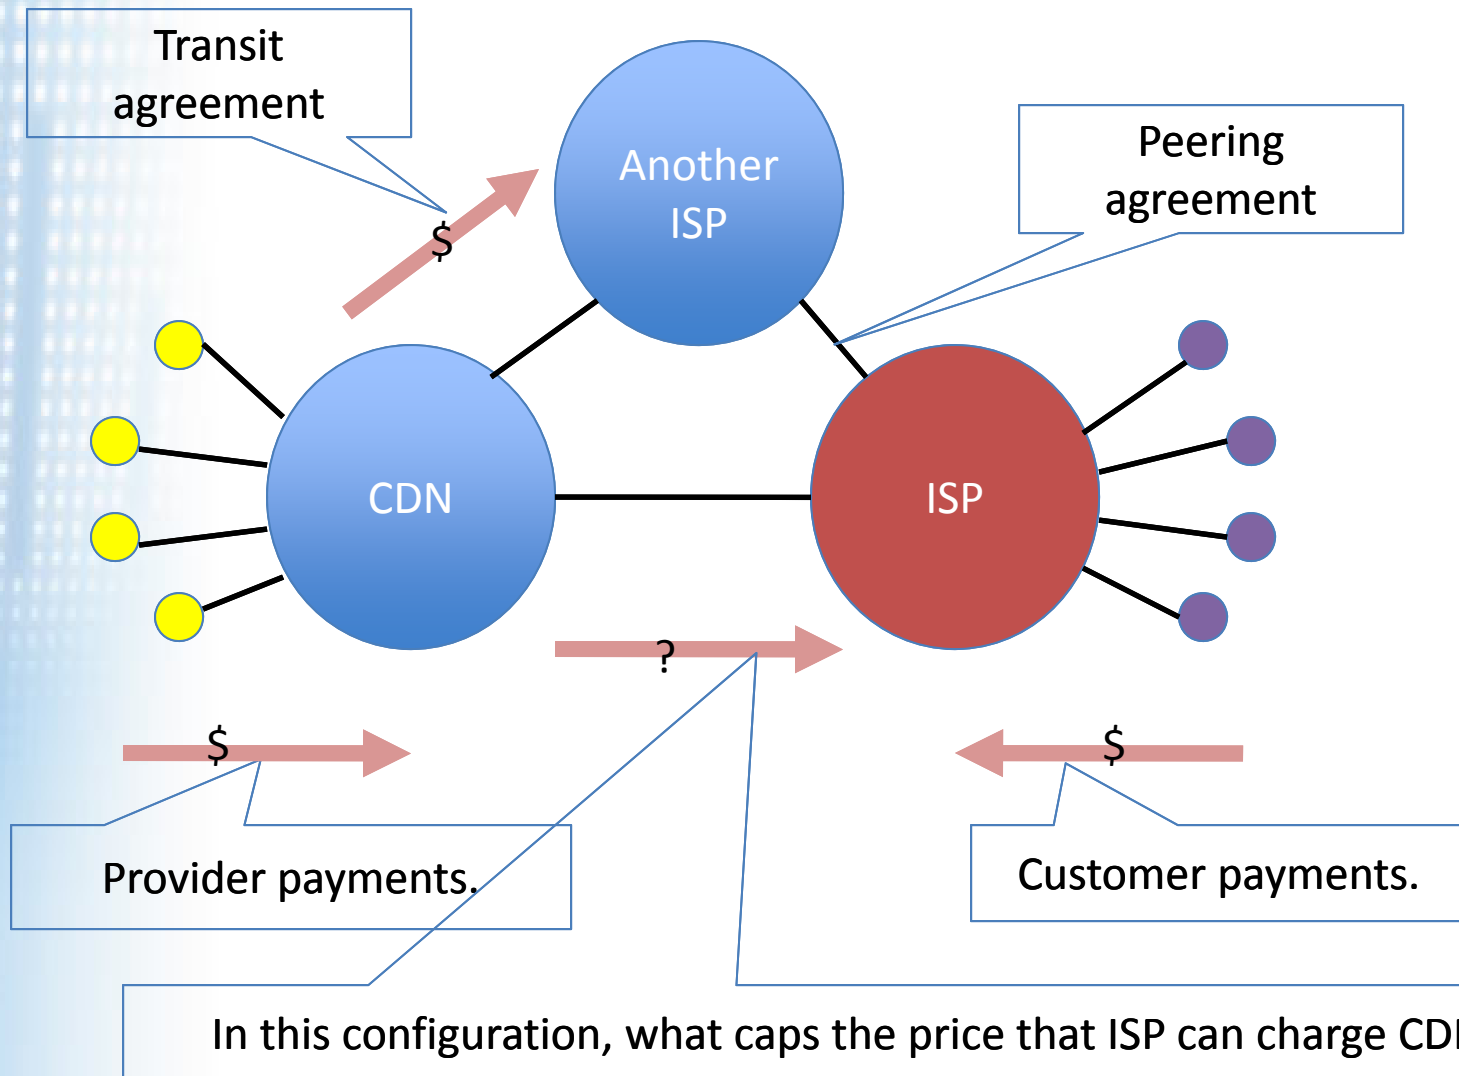 Transit
agreement
Another
ISP
Peering
agreement
$
CDN
ISP
?
$
$
Provider payments.
Customer payments.
In this configuration, what caps the price that ISP can charge